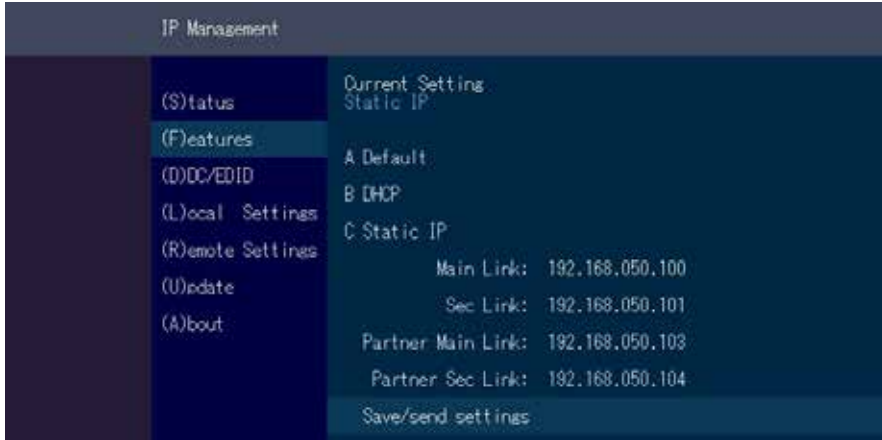 IP Management
(S)tatus
(F)eatures
(D)DC/EDID
(L)ocal Settings
(R)emote Settings
(U)pdate
(A)bout
Current Setting
Static IP
A Default
B DHCP
C Static IP
Main Link: 192.168.050.100
Sec Link: 192.168.050.101
Partner Main Link: 192.168.050.103
Partner Sec Link: 192.168.050.104
Save/send settings